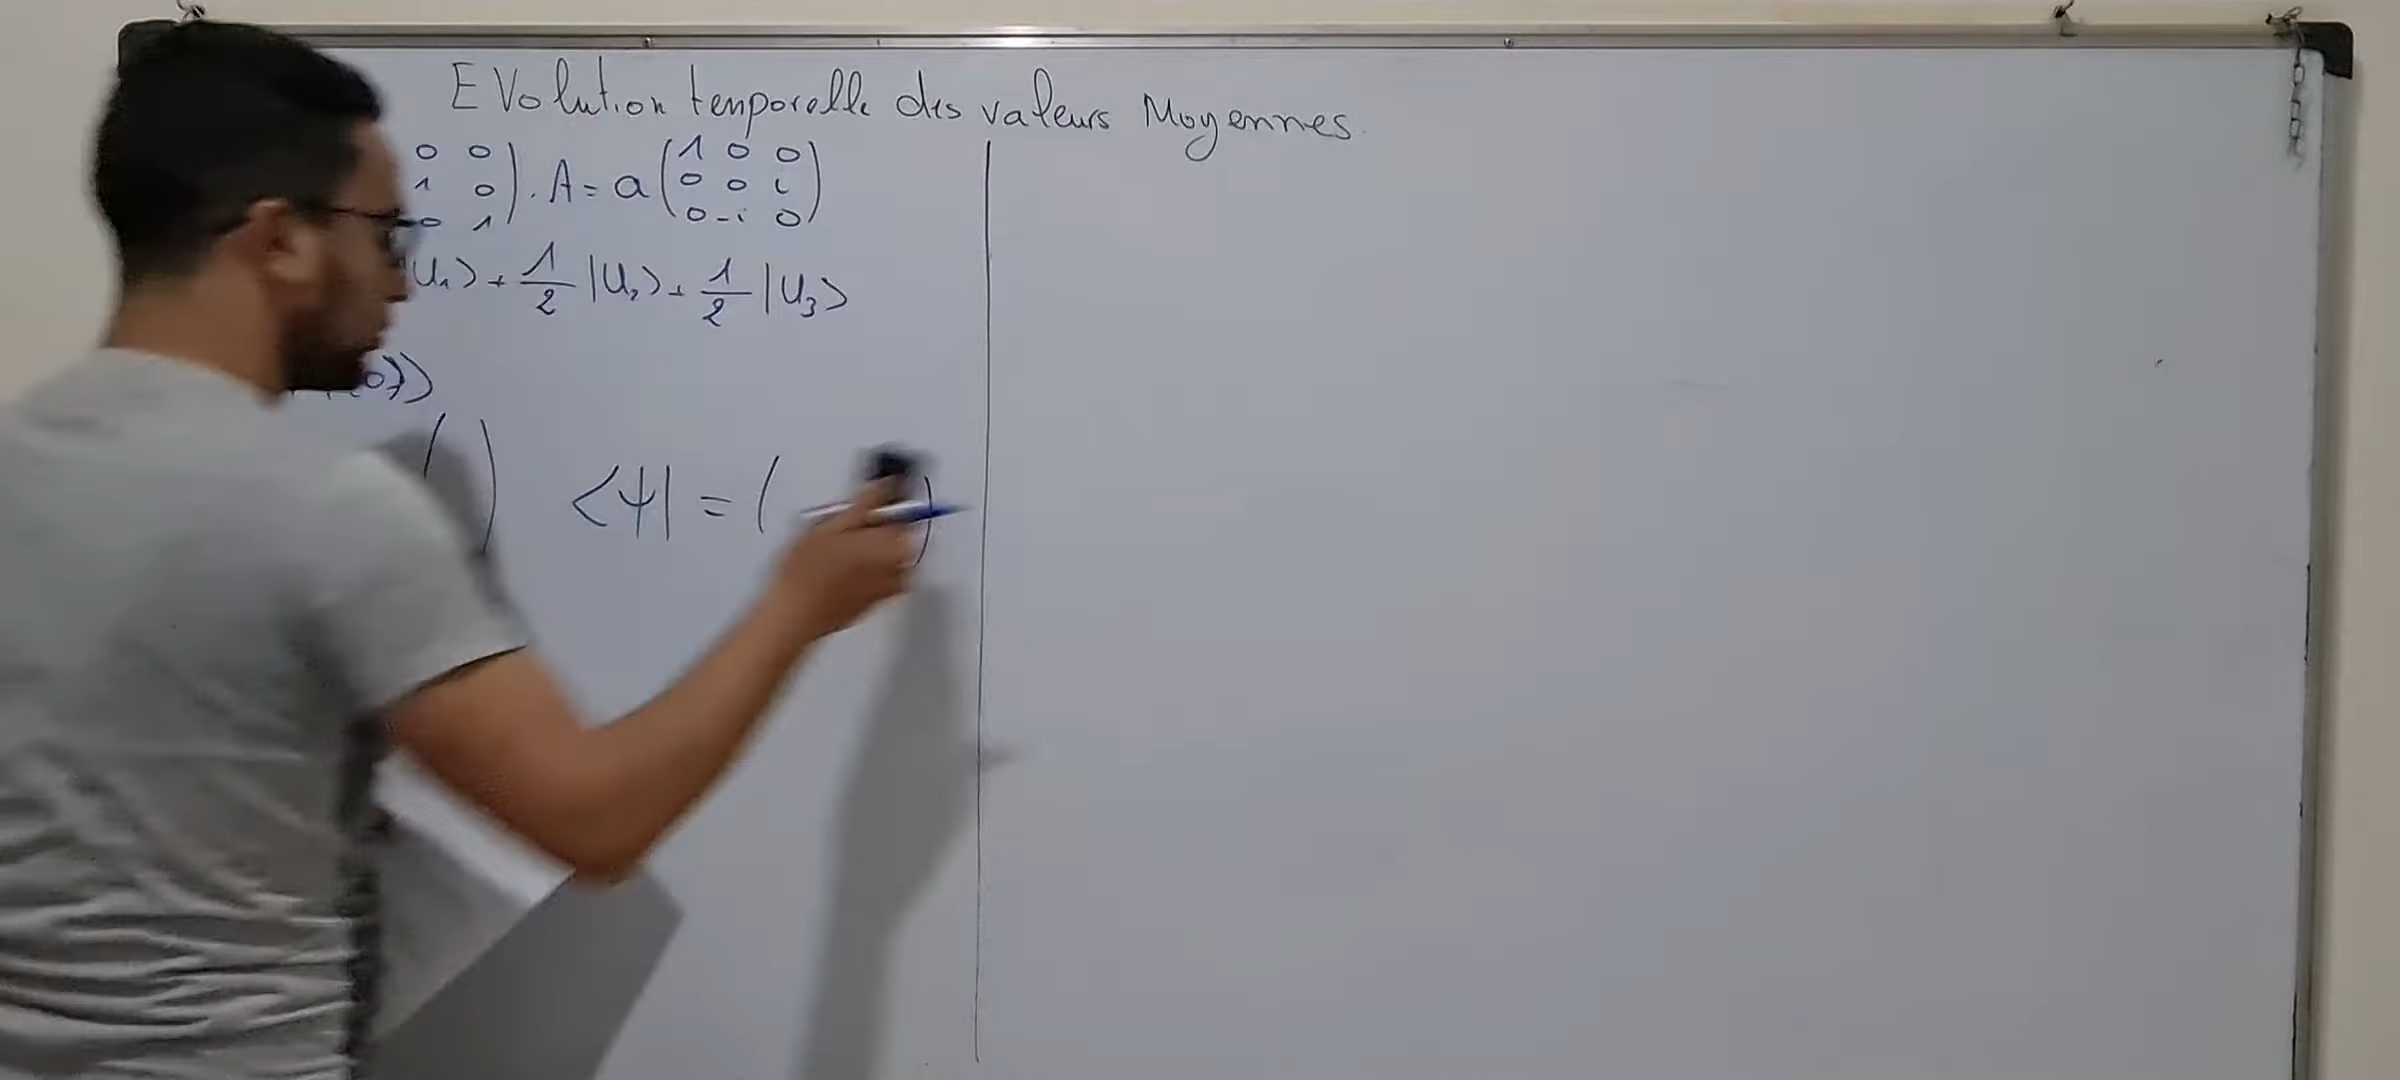 EVolution temporelle des valeurs Moyennes.
0 0
1 0 ) . A = a ( 1 0 0
0 1 0 0 i
0 -i 0 )
|U₁> + 1/2 |U₂> + 1/2 |U₃>
(0)>
( ) <ψ| = ( )